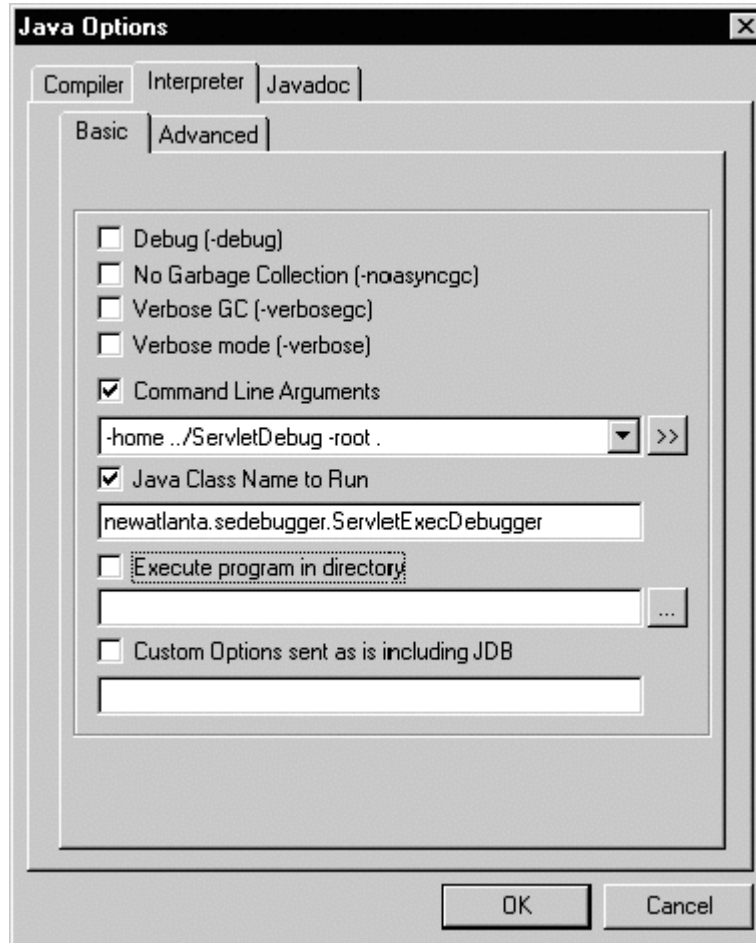 Java Options
Compiler Interpreter Javadoc
Basic Advanced
Debug (-debug)
No Garbage Collection (-noasyncgc)
Verbose GC (-verbosegc)
Verbose mode (-verbose)
Command Line Arguments
-home ../ServletDebug -root .
>>
Java Class Name to Run
newatlanta.sedebugger.ServletExecDebugger
Execute program in directory
...
Custom Options sent as is including JDB
OK Cancel